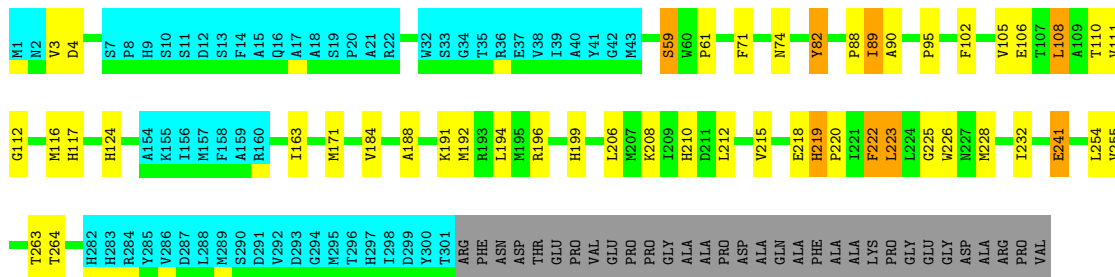 M1 N2 V3 D4 S7 P8 H9 S10 S11 D12 S13 F14 A15 Q16 A17 A18 S19 P20 A21 R22 W32 S33 G34 T35 R36 E37 V38 I39 A40 Y41 G42 M43 S59 W60 P61 F71 N74 Y82 P88 I89 A90 P95 F102 V105 E106 T107 L108 A109 T110
G112 M116 H117 H124 A154 K155 I156 M157 F158 A159 R160 I163 M171 V184 A188 K191 M192 R193 L194 M195 R196 H199 L206 M207 K208 I209 H210 D211 L212 V215 E218 H219 P220 I221 F222 L223 L224 G225 W226 N227 M228 I232 E241 L254
T263 T264 H282 H283 R284 Y285 V286 D287 L288 M289 S290 D291 V292 D293 G294 M295 T296 H297 I298 D299 Y300 T301 ARG PHE ASN ASP THR GLU PRO VAL GLU PRO PRO GLY ALA ALA PRO ASP ALA GLN ALA PHE ALA ALA LYS PRO GLY GLU GLY ASP ALA ARG PRO VAL